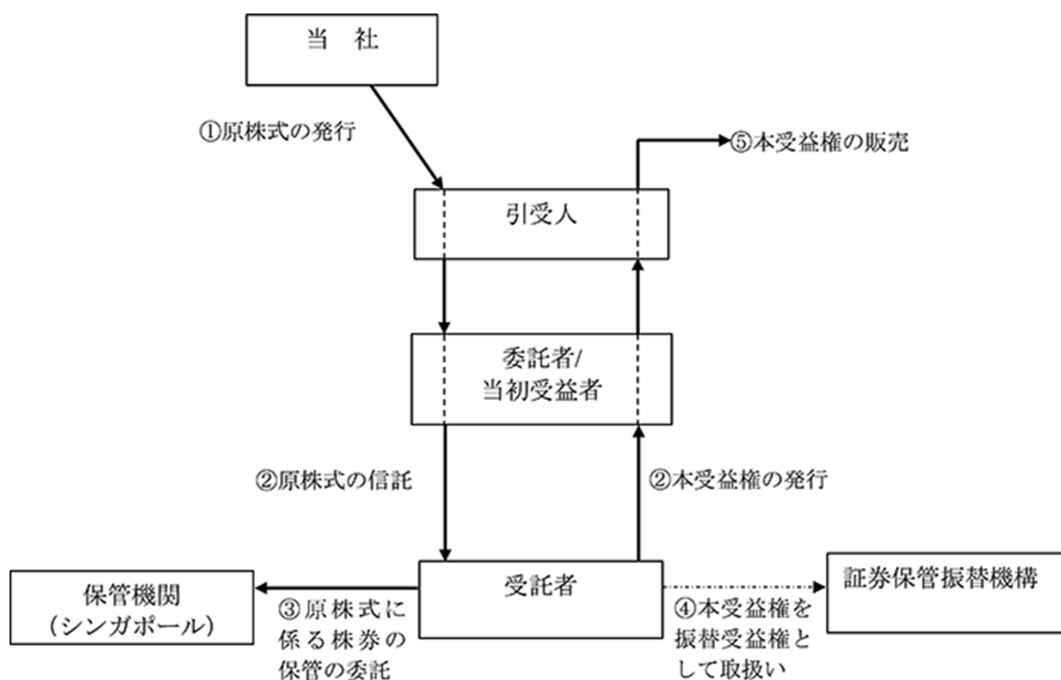 当　社
①原株式の発行
⑤本受益権の販売
引受人
委託者/
当初受益者
②原株式の信託
②本受益権の発行
保管機関
（シンガポール）
受託者
証券保管振替機構
③原株式に
係る株券の
保管の委託
④本受益権を
振替受益権と
して取扱い